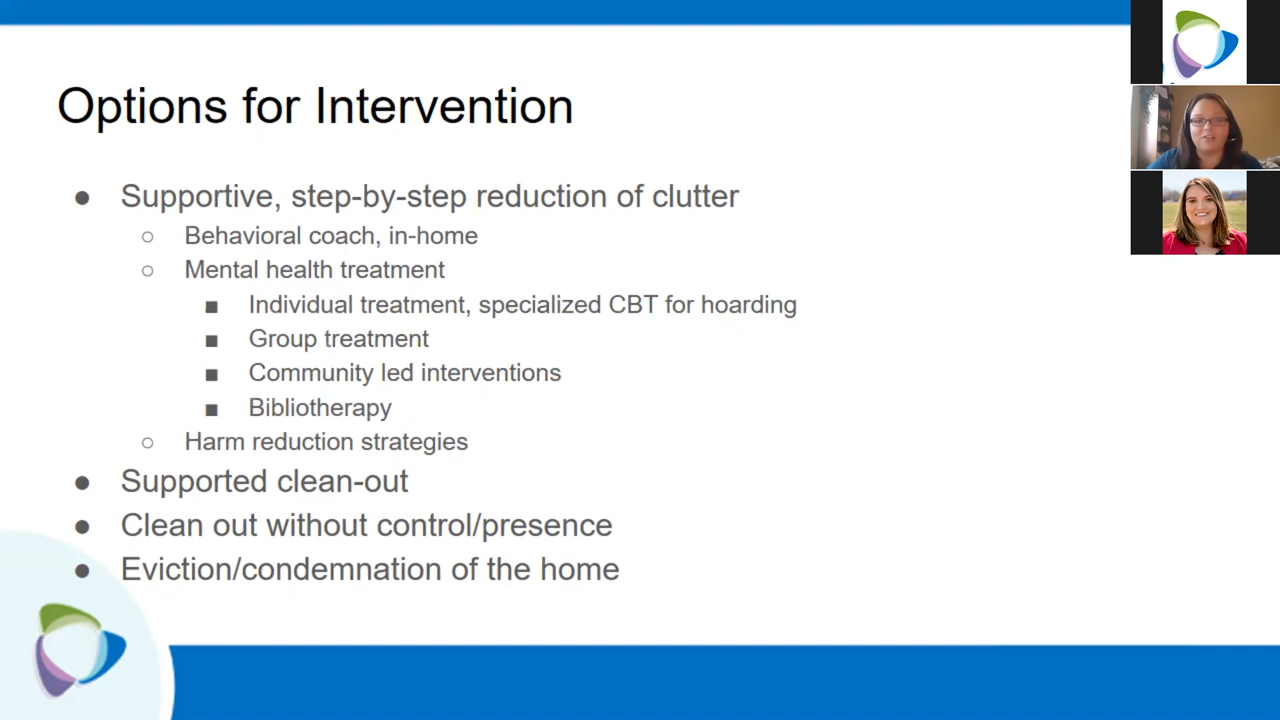 Options for Intervention
● Supportive, step-by-step reduction of clutter
○ Behavioral coach, in-home
○ Mental health treatment
■ Individual treatment, specialized CBT for hoarding
■ Group treatment
■ Community led interventions
■ Bibliotherapy
○ Harm reduction strategies
● Supported clean-out
● Clean out without control/presence
● Eviction/condemnation of the home